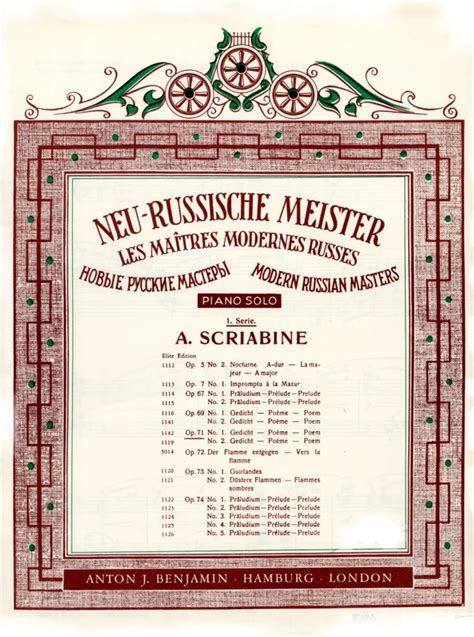 NEU-RUSSISCHE MEISTER
LES MAÎTRES MODERNES RUSSES
НОВЫЕ РУССКИЕ МАСТЕРЫ MODERN RUSSIAN MASTERS
PIANO SOLO
1. Serie.
A. SCRIABINE
Elite Edition
1112 Op. 5 No. 2. Nocturne. A-dur — La majeur — A major
1113 Op. 7 No. 1. Impromptu à la Mazur
1114 Op. 67 No. 1. Präludium — Prélude — Prelude
1115 No. 2. Präludium — Prélude — Prelude
1116 Op. 69 No. 1. Gedicht — Poème — Poem
1141 No. 2. Gedicht — Poème — Poem
1142 Op. 71 No. 1. Gedicht — Poème — Poem
1119 No. 2. Gedicht — Poème — Poem
3014 Op. 72 Der Flamme entgegen — Vers la flamme
1120 Op. 73 No. 1. Guirlandes
1121 No. 2. Düstere Flammen — Flammes sombres
1122 Op. 74 No. 1. Präludium — Prélude — Prelude
1123 No. 2. Präludium — Prélude — Prelude
1124 No. 3. Präludium — Prélude — Prelude
1125 No. 4. Präludium — Prélude — Prelude
1126 No. 5. Präludium — Prélude — Prelude
ANTON J. BENJAMIN · HAMBURG · LONDON